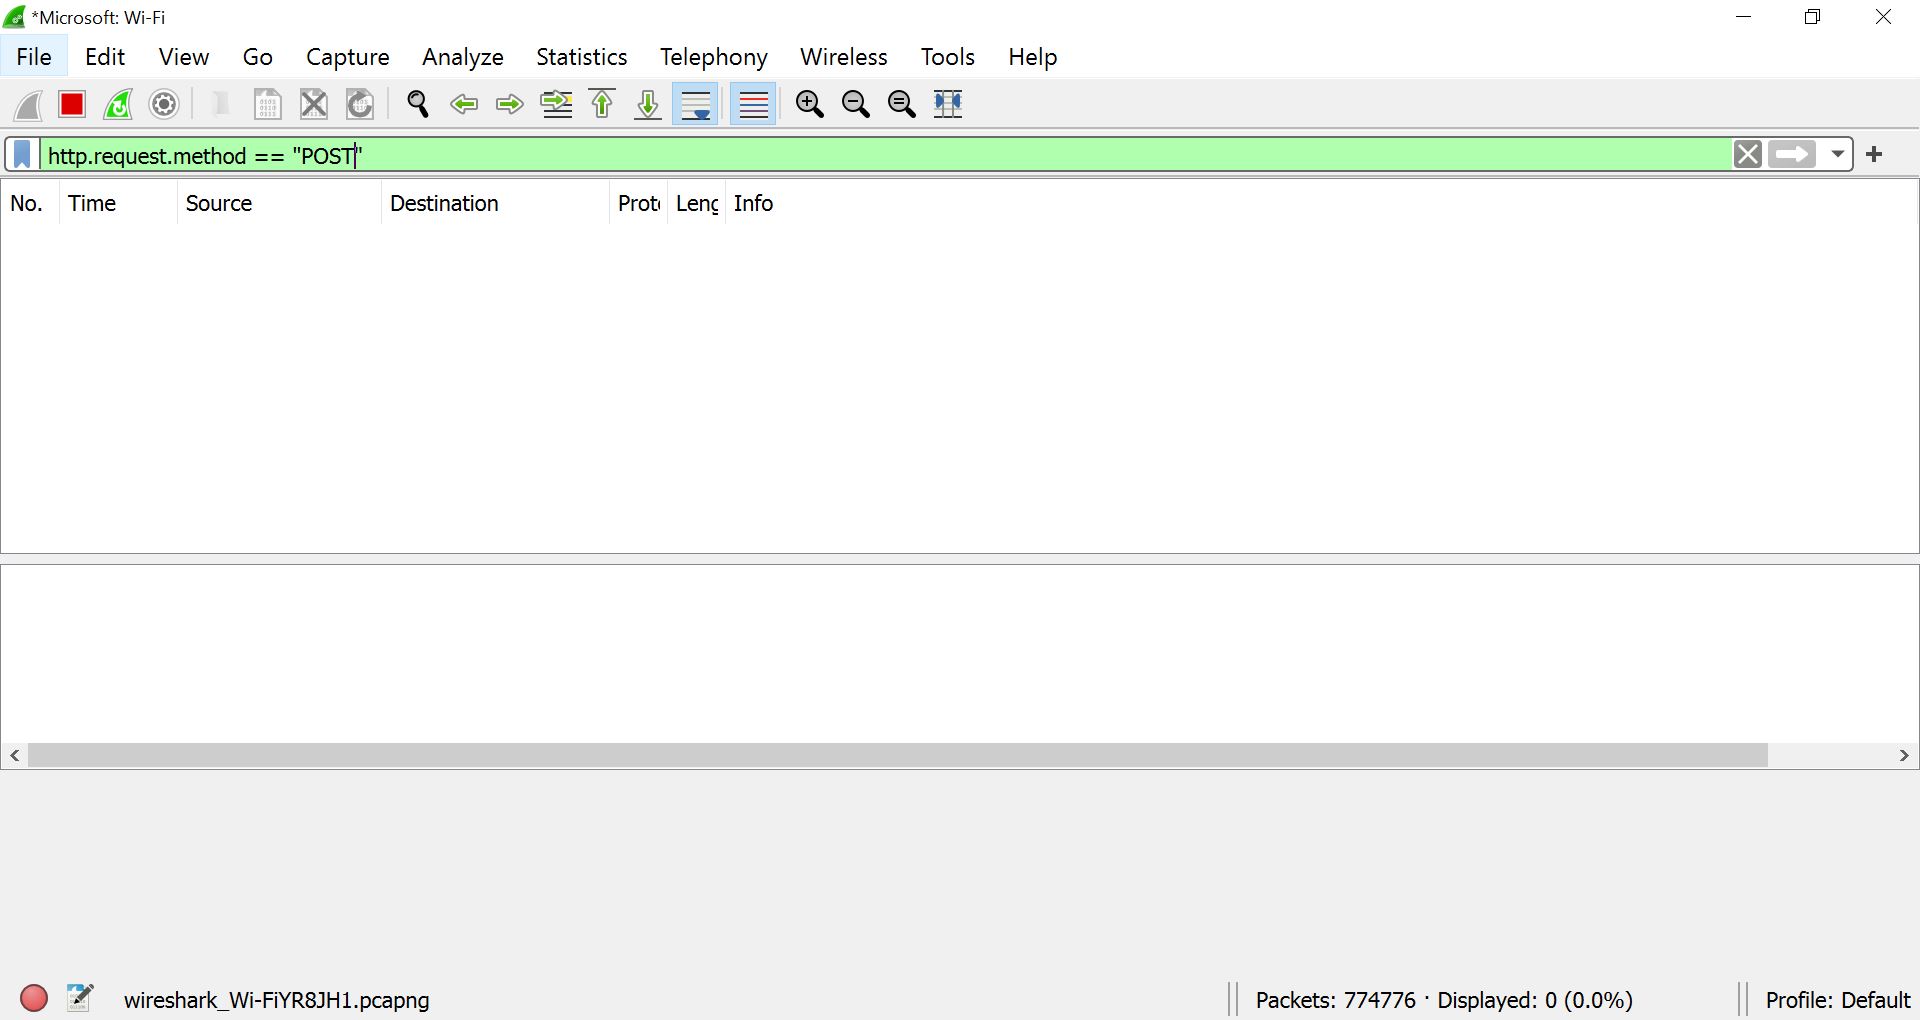 *Microsoft: Wi-Fi
File Edit View Go Capture Analyze Statistics Telephony Wireless Tools Help
http.request.method == "POST"
No. Time Source Destination Prot Leng Info
wireshark_Wi-FiYR8JH1.pcapng Packets: 774776 · Displayed: 0 (0.0%) Profile: Default